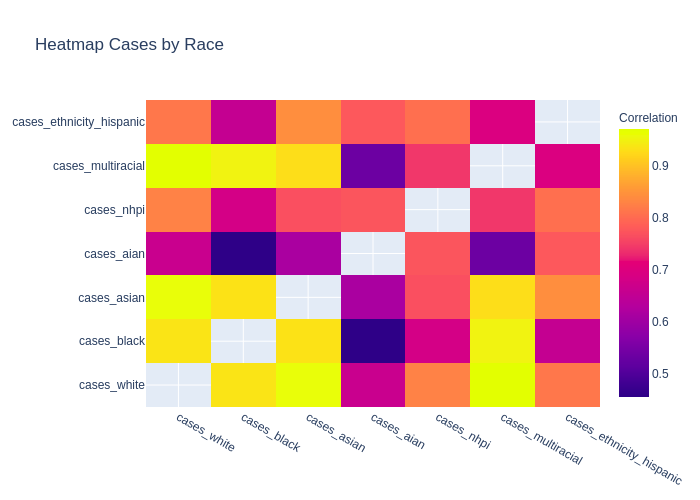 Heatmap Cases by Race
cases_ethnicity_hispanic
cases_multiracial
cases_nhpi
cases_aian
cases_asian
cases_black
cases_white
cases_white
cases_black
cases_asian
cases_aian
cases_nhpi
cases_multiracial
cases_ethnicity_hispanic
Correlation
0.9
0.8
0.7
0.6
0.5